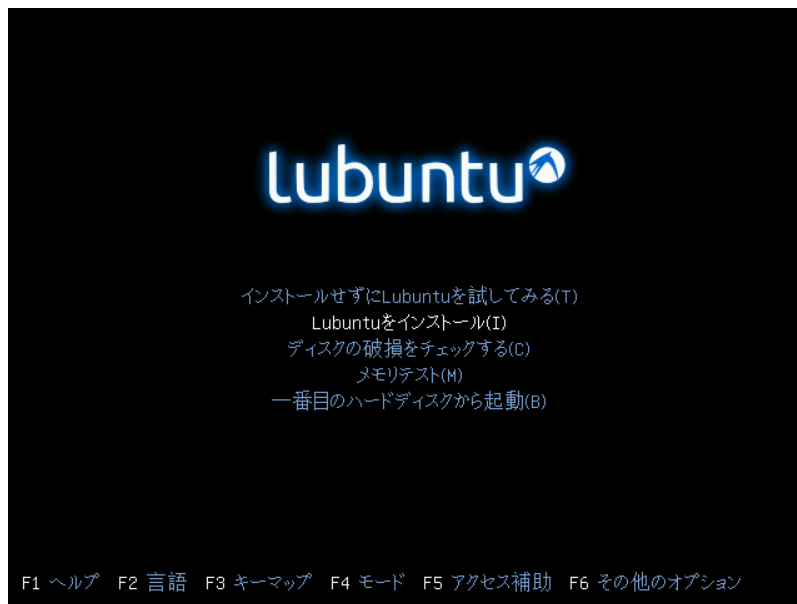 lubuntu
インストールせずにLubuntuを試してみる(T)
Lubuntuをインストール(I)
ディスクの破損をチェックする(C)
メモリテスト(M)
一番目のハードディスクから起動(B)
F1 ヘルプ F2 言語 F3 キーマップ F4 モード F5 アクセス補助 F6 その他のオプション